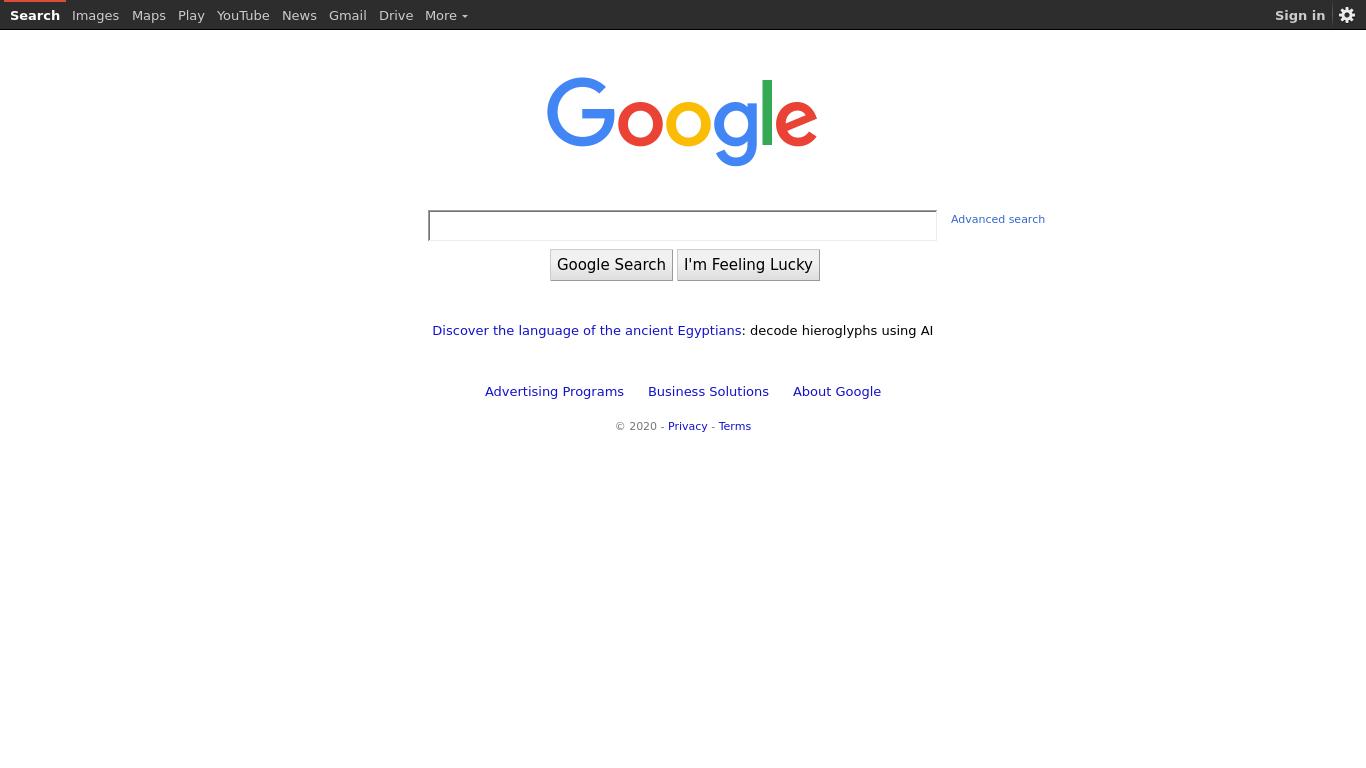 Search Images Maps Play YouTube News Gmail Drive More Sign in
Google
Advanced search
Google Search I'm Feeling Lucky
Discover the language of the ancient Egyptians: decode hieroglyphs using AI
Advertising Programs Business Solutions About Google
© 2020 - Privacy - Terms